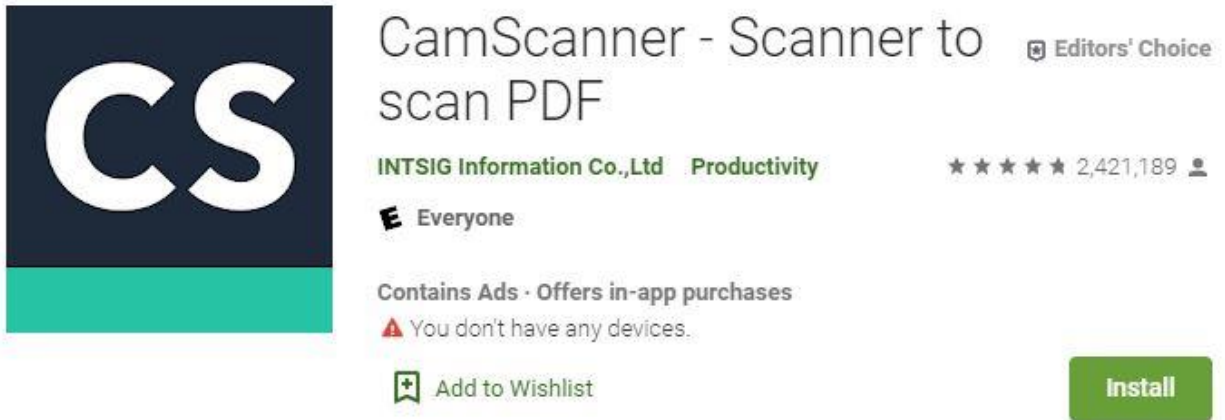 CS
CamScanner - Scanner to
scan PDF
Editors' Choice
INTSIG Information Co.,Ltd Productivity
2,421,189
E Everyone
Contains Ads · Offers in-app purchases
You don't have any devices.
Add to Wishlist
Install